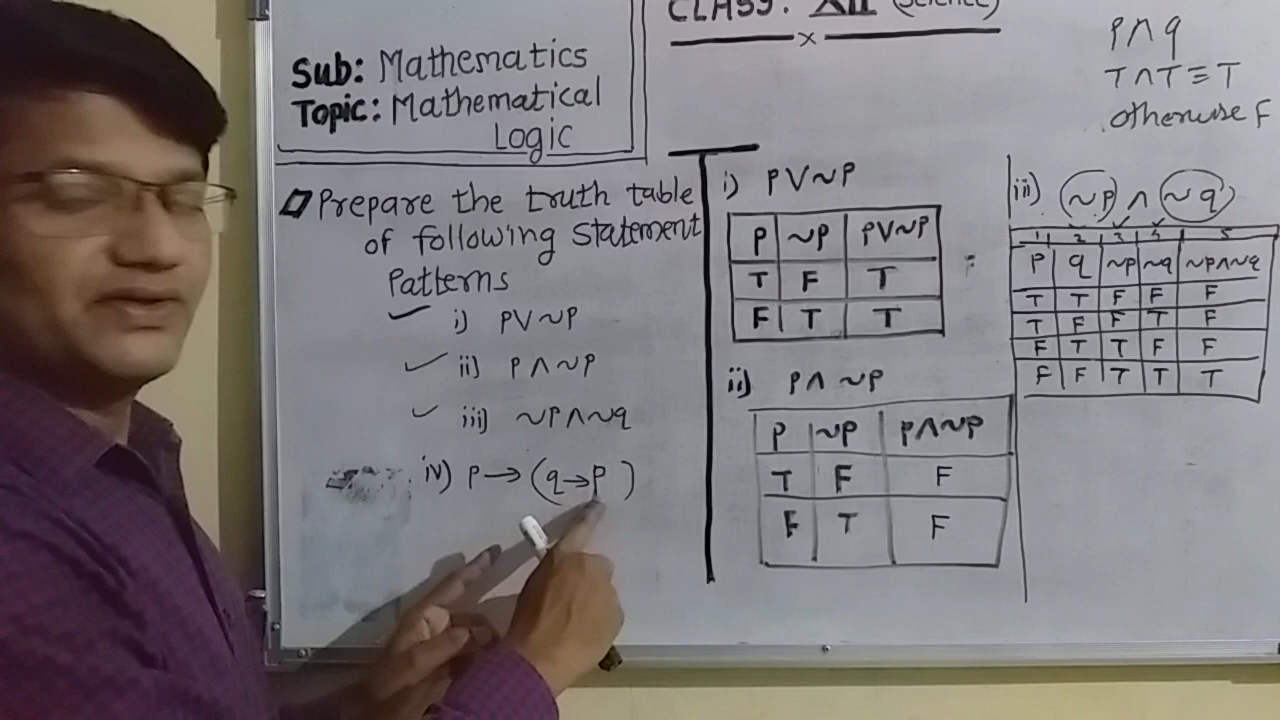 CLASS: XII (Science)
Sub: Mathematics
Topic: Mathematical
Logic
Prepare the truth table
of following statement
Patterns
i) P∨~P
ii) P∧~P
iii) ~P∧~q
iv) P→(q→P)
i) P∨~P
P ~P P∨~P
T F T
F T T
ii) P∧~P
P ~P P∧~P
T F F
F T F
P∧q
T∧T≡T
otherwise F
iii) (~P)∧(~q)
1 2 3 4 5
P q ~P ~q ~P∧~q
T T F F F
T F F T F
F T T F F
F F T T T